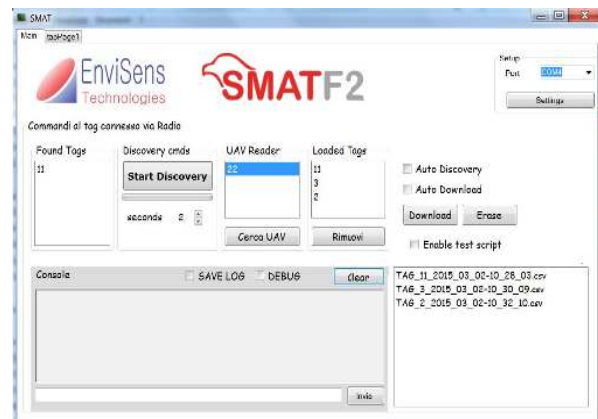 SMAT
Main tabPage1
EnviSens
Technologies
SMATF2
Setup
Port COM4
Settings
Commandi al tag connesso via Radio
Found Tags
11
Discovery cmds
Start Discovery
seconds 2
UAV Reader
22
Cerca UAV
Loaded Tags
11
3
2
Rimuovi
Auto Discovery
Auto Download
Download Erase
Enable test script
Console SAVE LOG DEBUG Clear
Invio
TAG_11_2015_03_02-10_28_03.csv
TAG_3_2015_03_02-10_30_09.csv
TAG_2_2015_03_02-10_32_10.csv